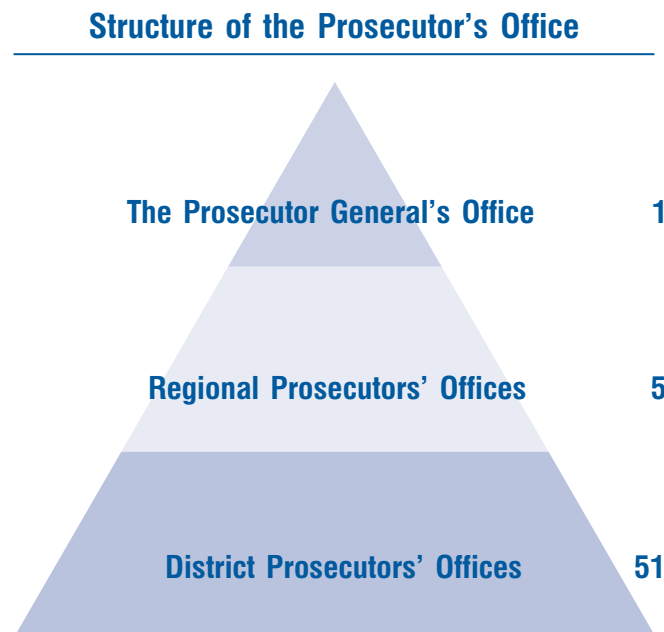 Structure of the Prosecutor's Office
The Prosecutor General's Office 1
Regional Prosecutors' Offices 5
District Prosecutors' Offices 51